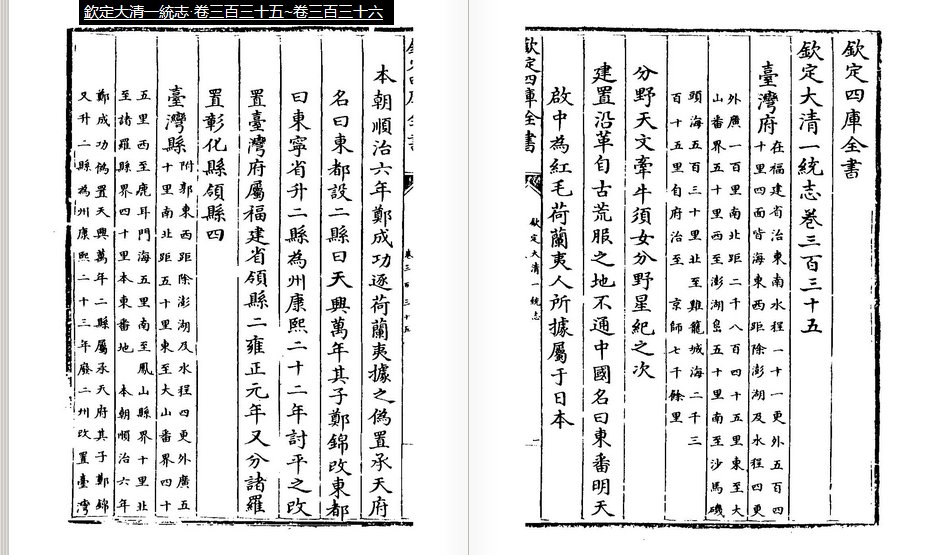 欽定大清一統志·卷三百三十五~卷三百三十六
欽定四庫全書
欽定大清一統志卷三百三十五
臺灣府
在福建省治東南水程一十一更外五百四
十里四面皆海東西距除澎湖及水程四更
外廣一百里南北距二千八百四十五里東至大
山番界五十里西至澎湖島五十里南至沙馬磯
頭海五百三十里北至雞籠城海二千三
百十五里自府治至 京師七千餘里
分野天文牽牛須女分野星紀之次
建置沿革自古荒服之地不通中國名曰東番明天
啟中為紅毛荷蘭夷人所據屬于日本
欽定四庫全書
欽定大清一統志
二
卷三百三十五
本朝順治六年鄭成功逐荷蘭夷據之偽置承天府
名曰東都設二縣曰天興萬年其子鄭錦改東都
曰東寧省升二縣為州康熙二十二年討平之改
置臺灣府屬福建省領縣二雍正元年又分諸羅
置彰化縣領縣四
臺灣縣
附郭東西距除澎湖及水程四更外廣五
十里南北距五十里東至大山番界四十
五里西至鹿耳門海五里南至鳳山縣界十里北
至諸羅縣界四十里本東番地 本朝順治六年
鄭成功偽置天興萬年二縣屬承天府其子鄭錦
又升二縣為州康熙二十三年廢二州改置臺灣